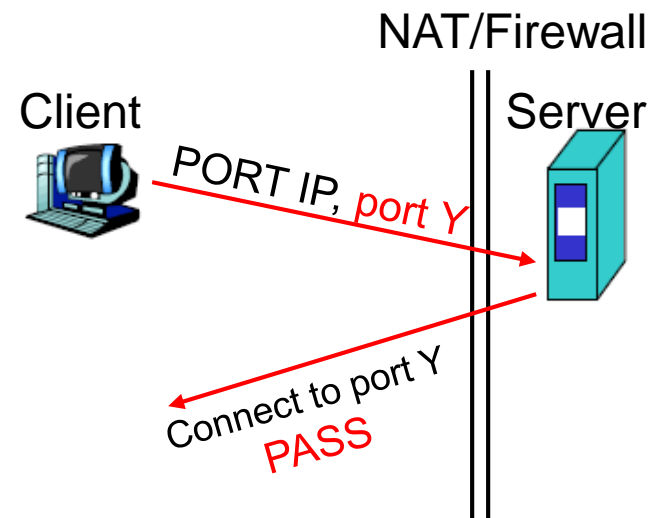 NAT/Firewall
Client
Server
PORT IP, port Y
Connect to port Y
PASS